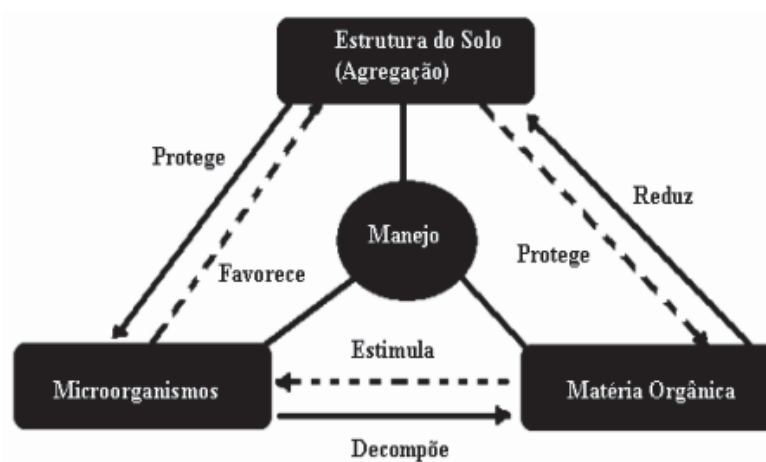 Estrutura do Solo
(Agregação)
Protege
Reduz
Manejo
Protege
Favorece
Estimula
Microorganismos
Matéria Orgânica
Decompõe